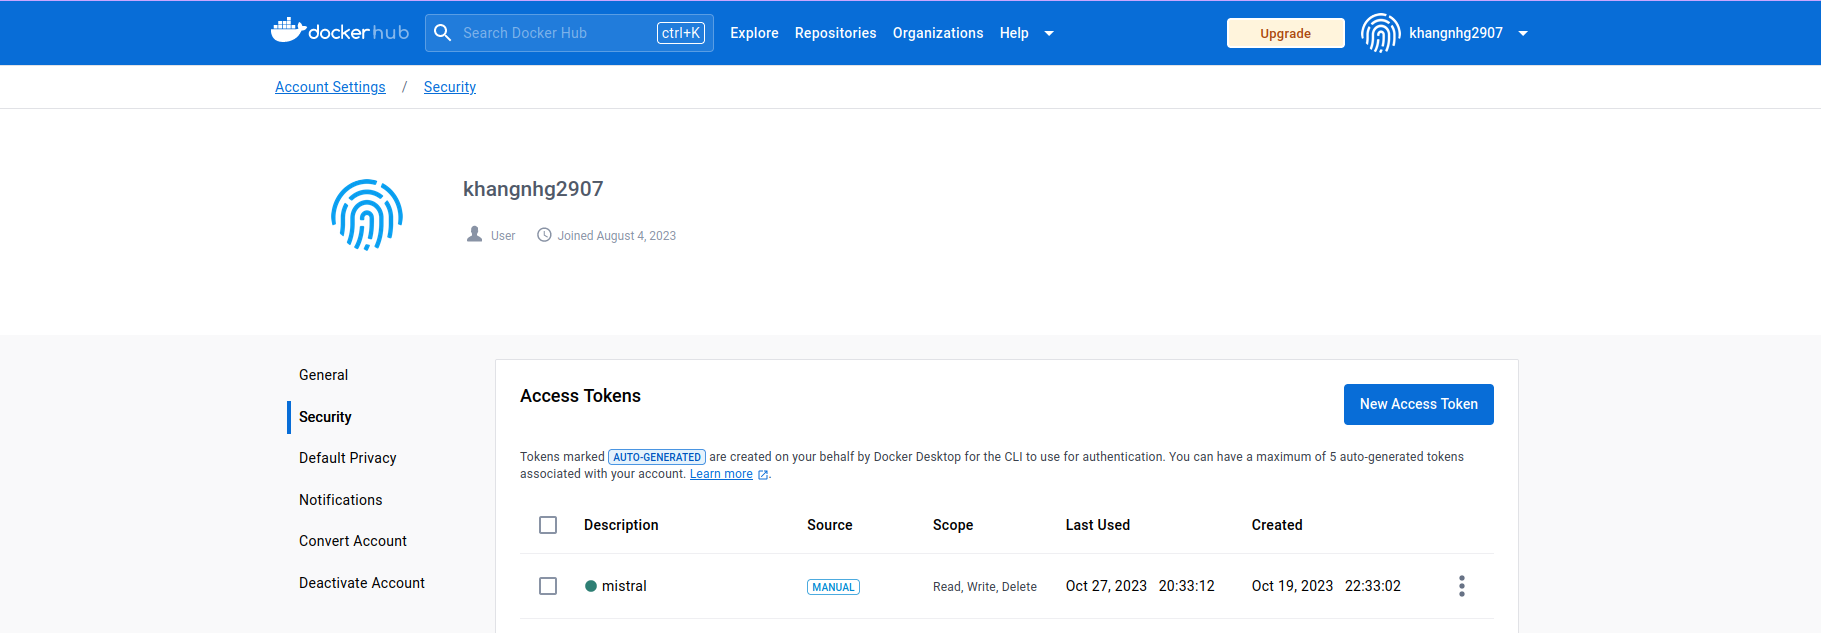 docker hub Search Docker Hub ctrl+K Explore Repositories Organizations Help Upgrade khangnhg2907
Account Settings / Security
khangnhg2907
User Joined August 4, 2023
General
Security
Default Privacy
Notifications
Convert Account
Deactivate Account
Access Tokens
New Access Token
Tokens marked AUTO-GENERATED are created on your behalf by Docker Desktop for the CLI to use for authentication. You can have a maximum of 5 auto-generated tokens
associated with your account. Learn more.
Description Source Scope Last Used Created
mistral MANUAL Read, Write, Delete Oct 27, 2023 20:33:12 Oct 19, 2023 22:33:02